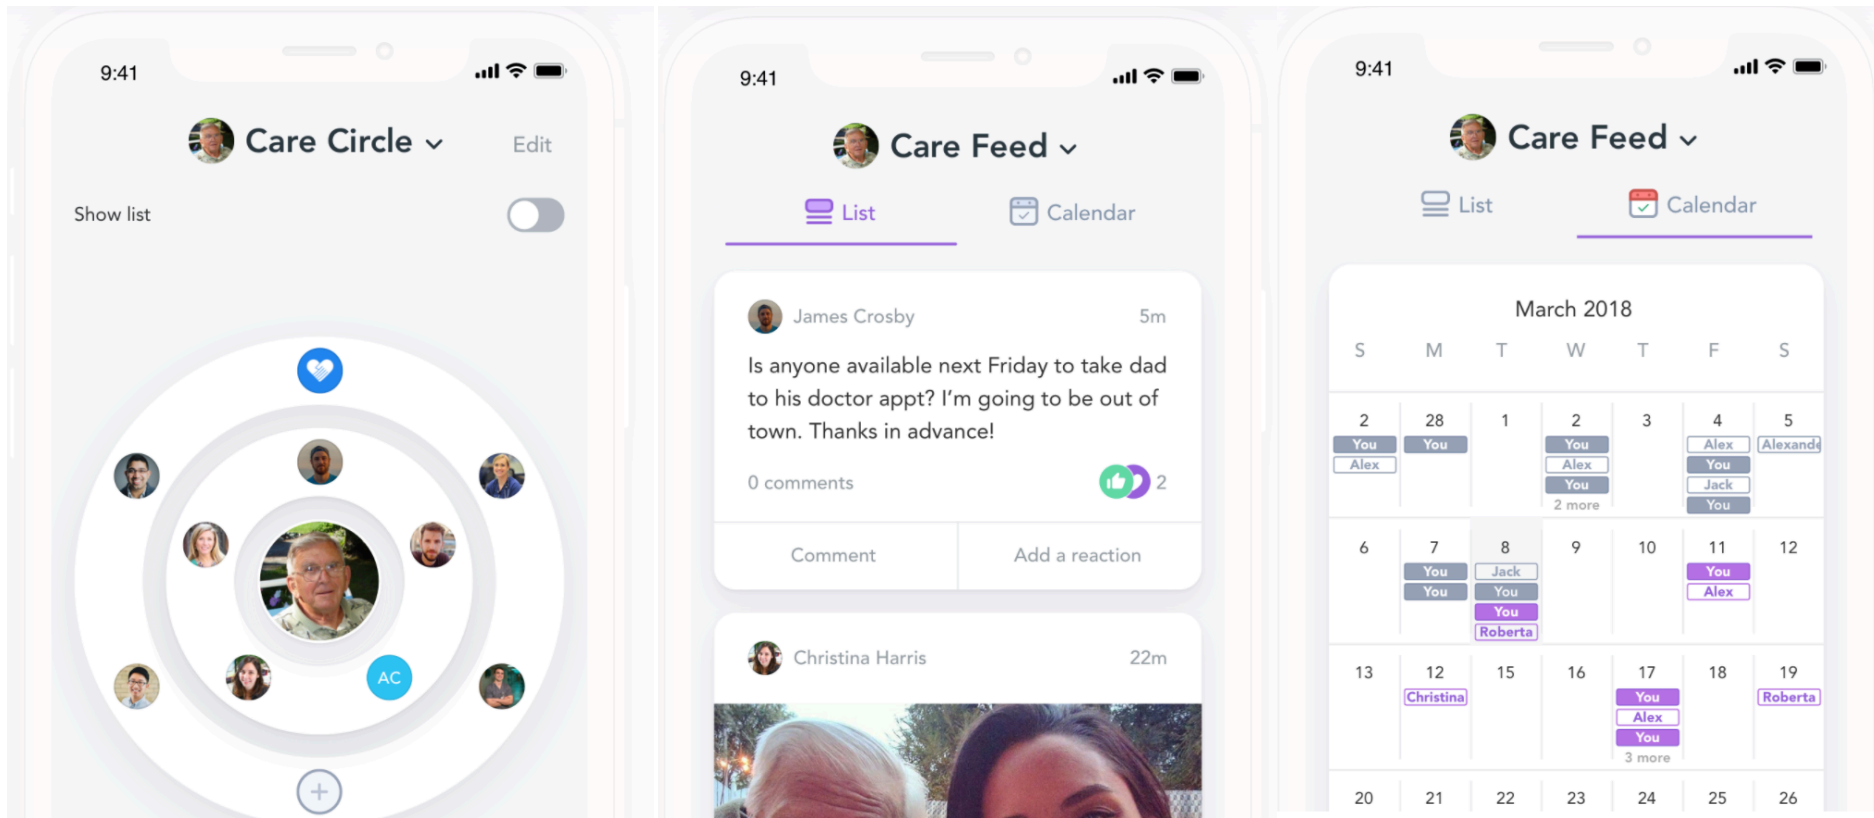 9:41
Care Circle
Edit
Show list
AC
9:41
Care Feed
List
Calendar
James Crosby
5m
Is anyone available next Friday to take dad
to his doctor appt? I'm going to be out of
town. Thanks in advance!
0 comments
2
Comment
Add a reaction
Christina Harris
22m
9:41
Care Feed
List
Calendar
March 2018
S M T W T F S
2 28 1 2 3 4 5
You You You Alex Alexande
Alex Alex You
You Jack
2 more You
6 7 8 9 10 11 12
You Jack You
You You Alex
You
Roberta
13 12 15 16 17 18 19
Christina You Roberta
Alex
You
3 more
20 21 22 23 24 25 26